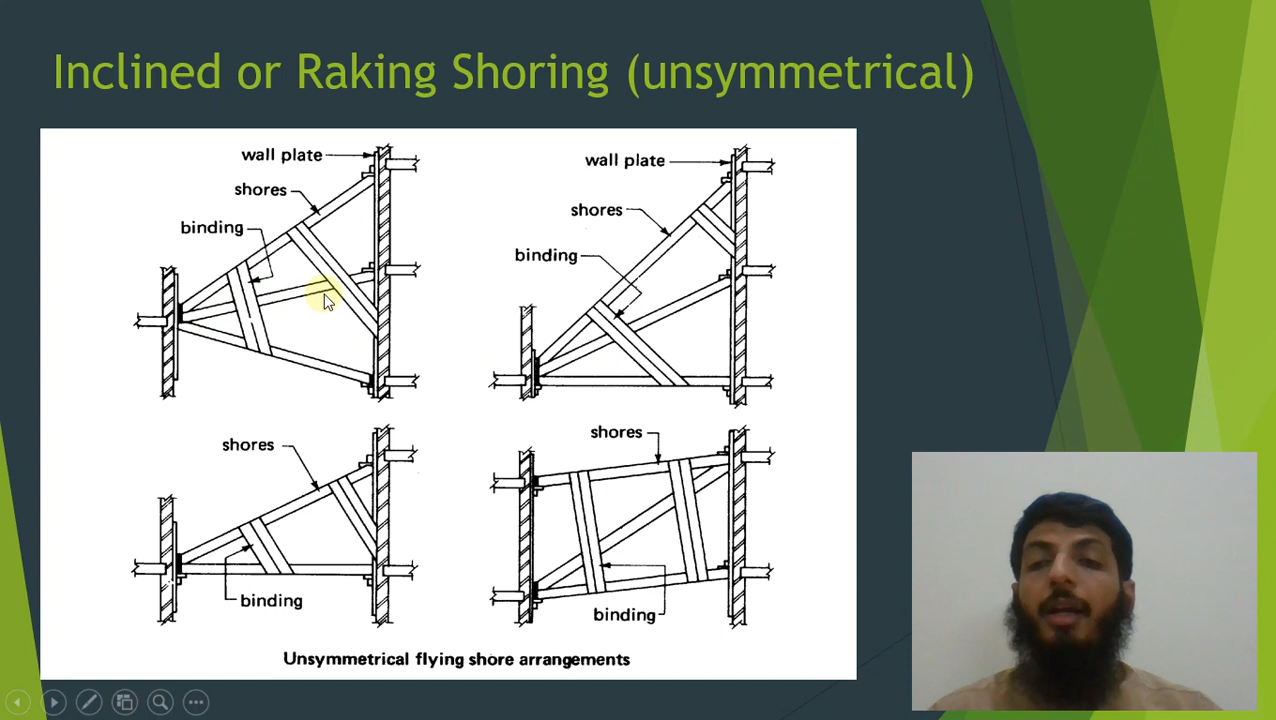 Inclined or Raking Shoring (unsymmetrical)
wall plate
shores
binding
wall plate
shores
binding
shores
binding
shores
binding
Unsymmetrical flying shore arrangements